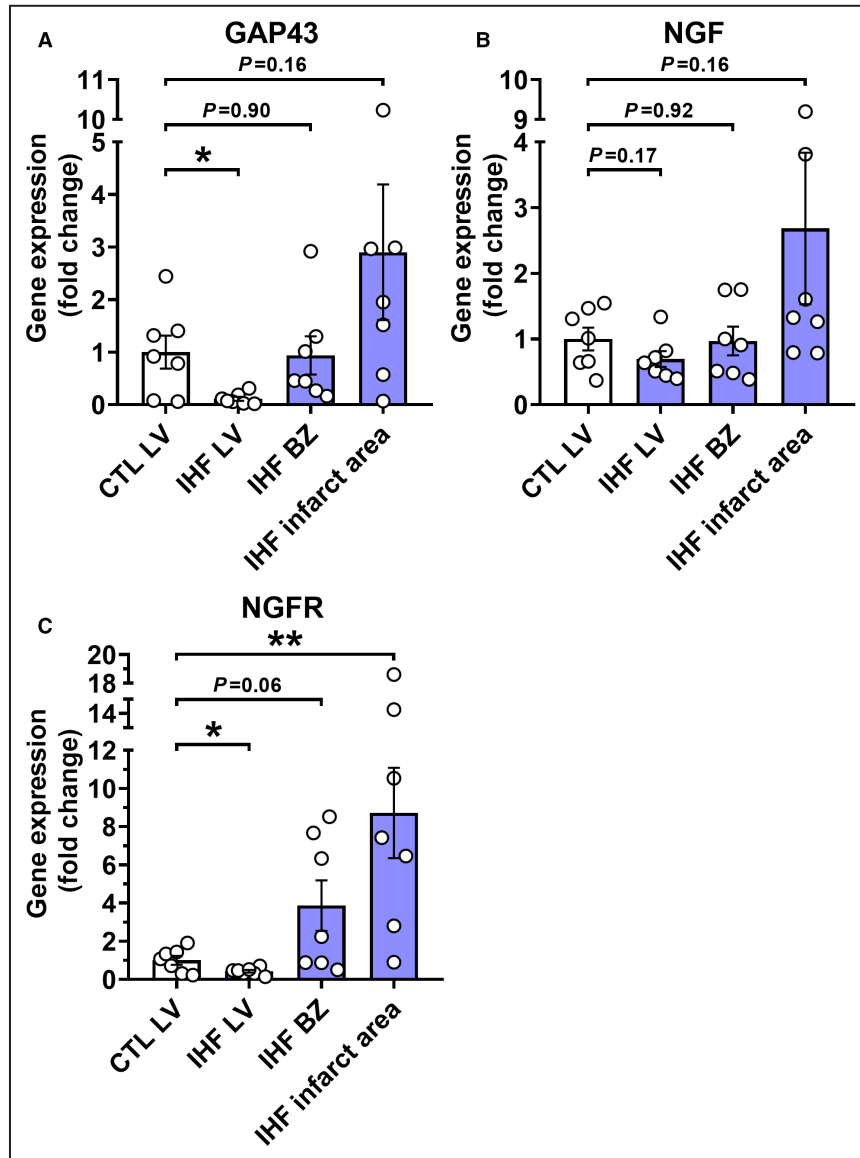 A
GAP43
P=0.16
P=0.90
*
Gene expression
(fold change)
11
10
5
4
3
2
1
0
CTL LV
IHF LV
IHF BZ
IHF infarct area
B
NGF
P=0.16
P=0.92
P=0.17
Gene expression
(fold change)
10
9
4
3
2
1
0
CTL LV
IHF LV
IHF BZ
IHF infarct area
C
NGFR
**
P=0.06
*
Gene expression
(fold change)
20
18
14
12
10
8
6
4
2
0
CTL LV
IHF LV
IHF BZ
IHF infarct area